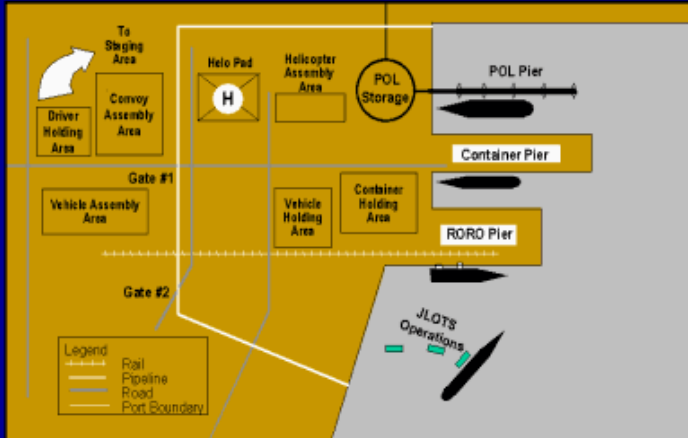 To
Staging
Area
Helo Pad
Helicopter
Assembly
Area
POL
Storage
POL Pier
Convoy
Assembly
Area
H
Driver
Holding
Area
Container Pier
Gate #1
Vehicle Assembly
Area
Vehicle
Holding
Area
Container
Holding
Area
RORO Pier
Gate #2
JLOTS
Operations
Legend
Rail
Pipeline
Road
Port Boundary